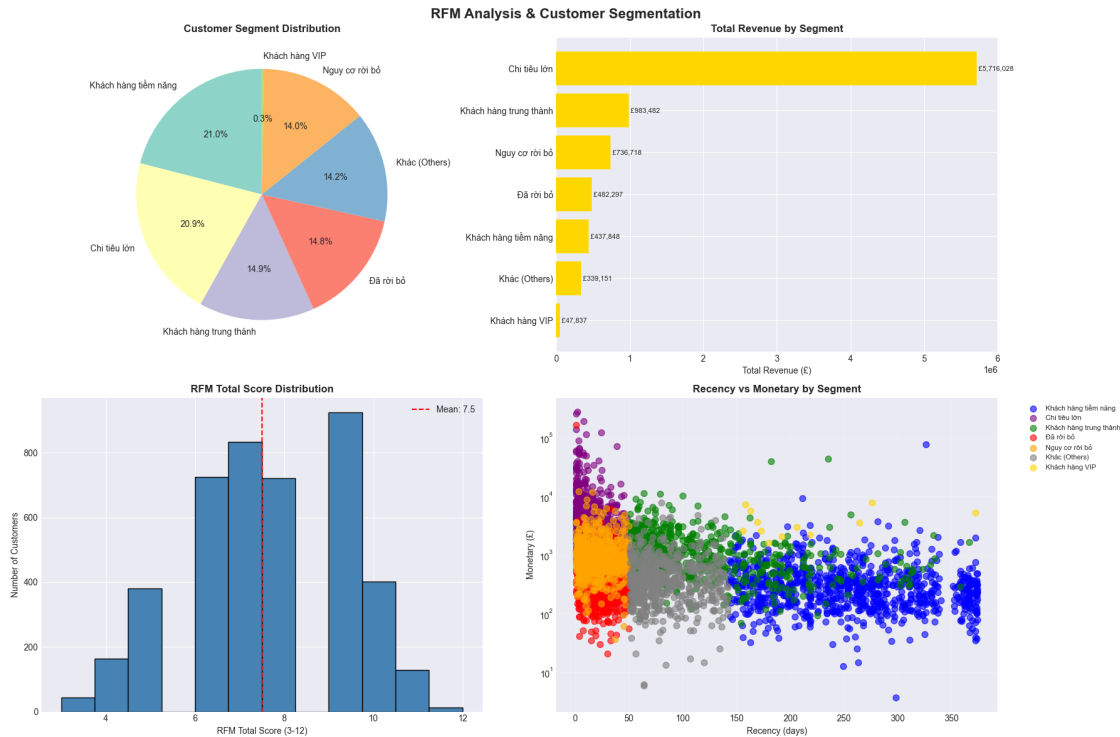 RFM Analysis & Customer Segmentation
Customer Segment Distribution
Khách hàng VIP
Nguy cơ rời bỏ
Khách hàng tiềm năng
0.3%
14.0%
21.0%
Khác (Others)
14.2%
20.9%
14.8%
Chi tiêu lớn
14.9%
Đã rời bỏ
Khách hàng trung thành
Total Revenue by Segment
Chi tiêu lớn
£5,716,028
Khách hàng trung thành
£983,482
Nguy cơ rời bỏ
£736,718
Đã rời bỏ
£482,297
Khách hàng tiềm năng
£437,848
Khác (Others)
£339,151
Khách hàng VIP
£47,837
0 1 2 3 4 5 6
Total Revenue (£)
1e6
RFM Total Score Distribution
Mean: 7.5
Number of Customers
800
600
400
200
0
4 6 8 10 12
RFM Total Score (3-12)
Recency vs Monetary by Segment
Khách hàng tiềm năng
Chi tiêu lớn
Khách hàng trung thành
Đã rời bỏ
Nguy cơ rời bỏ
Khác (Others)
Khách hàng VIP
Monetary (£)
10⁵
10⁴
10³
10²
10¹
0 50 100 150 200 250 300 350
Recency (days)